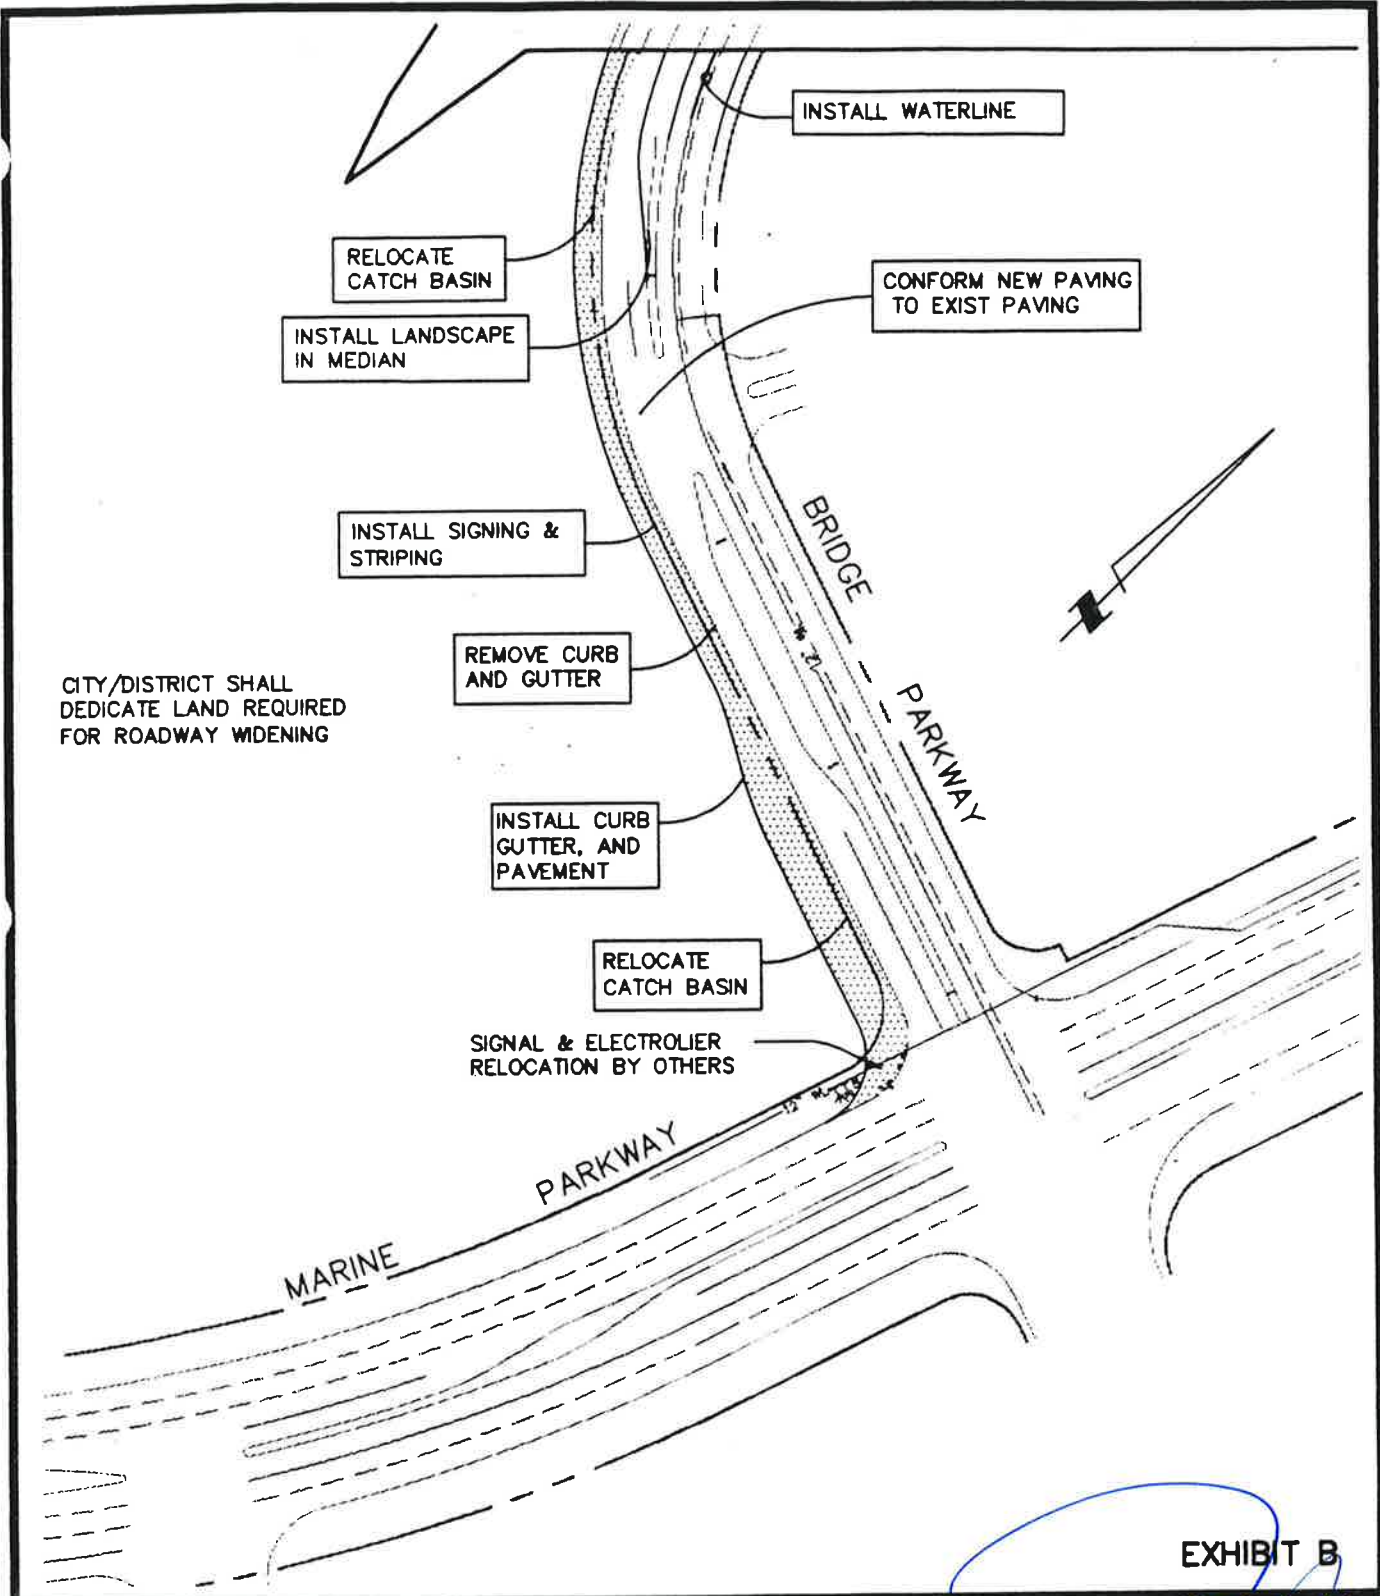 INSTALL WATERLINE
RELOCATE
CATCH BASIN
CONFORM NEW PAVING
TO EXIST PAVING
INSTALL LANDSCAPE
IN MEDIAN
INSTALL SIGNING &
STRIPING
BRIDGE PARKWAY
REMOVE CURB
AND GUTTER
CITY/DISTRICT SHALL
DEDICATE LAND REQUIRED
FOR ROADWAY WIDENING
INSTALL CURB
GUTTER, AND
PAVEMENT
RELOCATE
CATCH BASIN
SIGNAL & ELECTROLIER
RELOCATION BY OTHERS
MARINE PARKWAY
EXHIBIT B